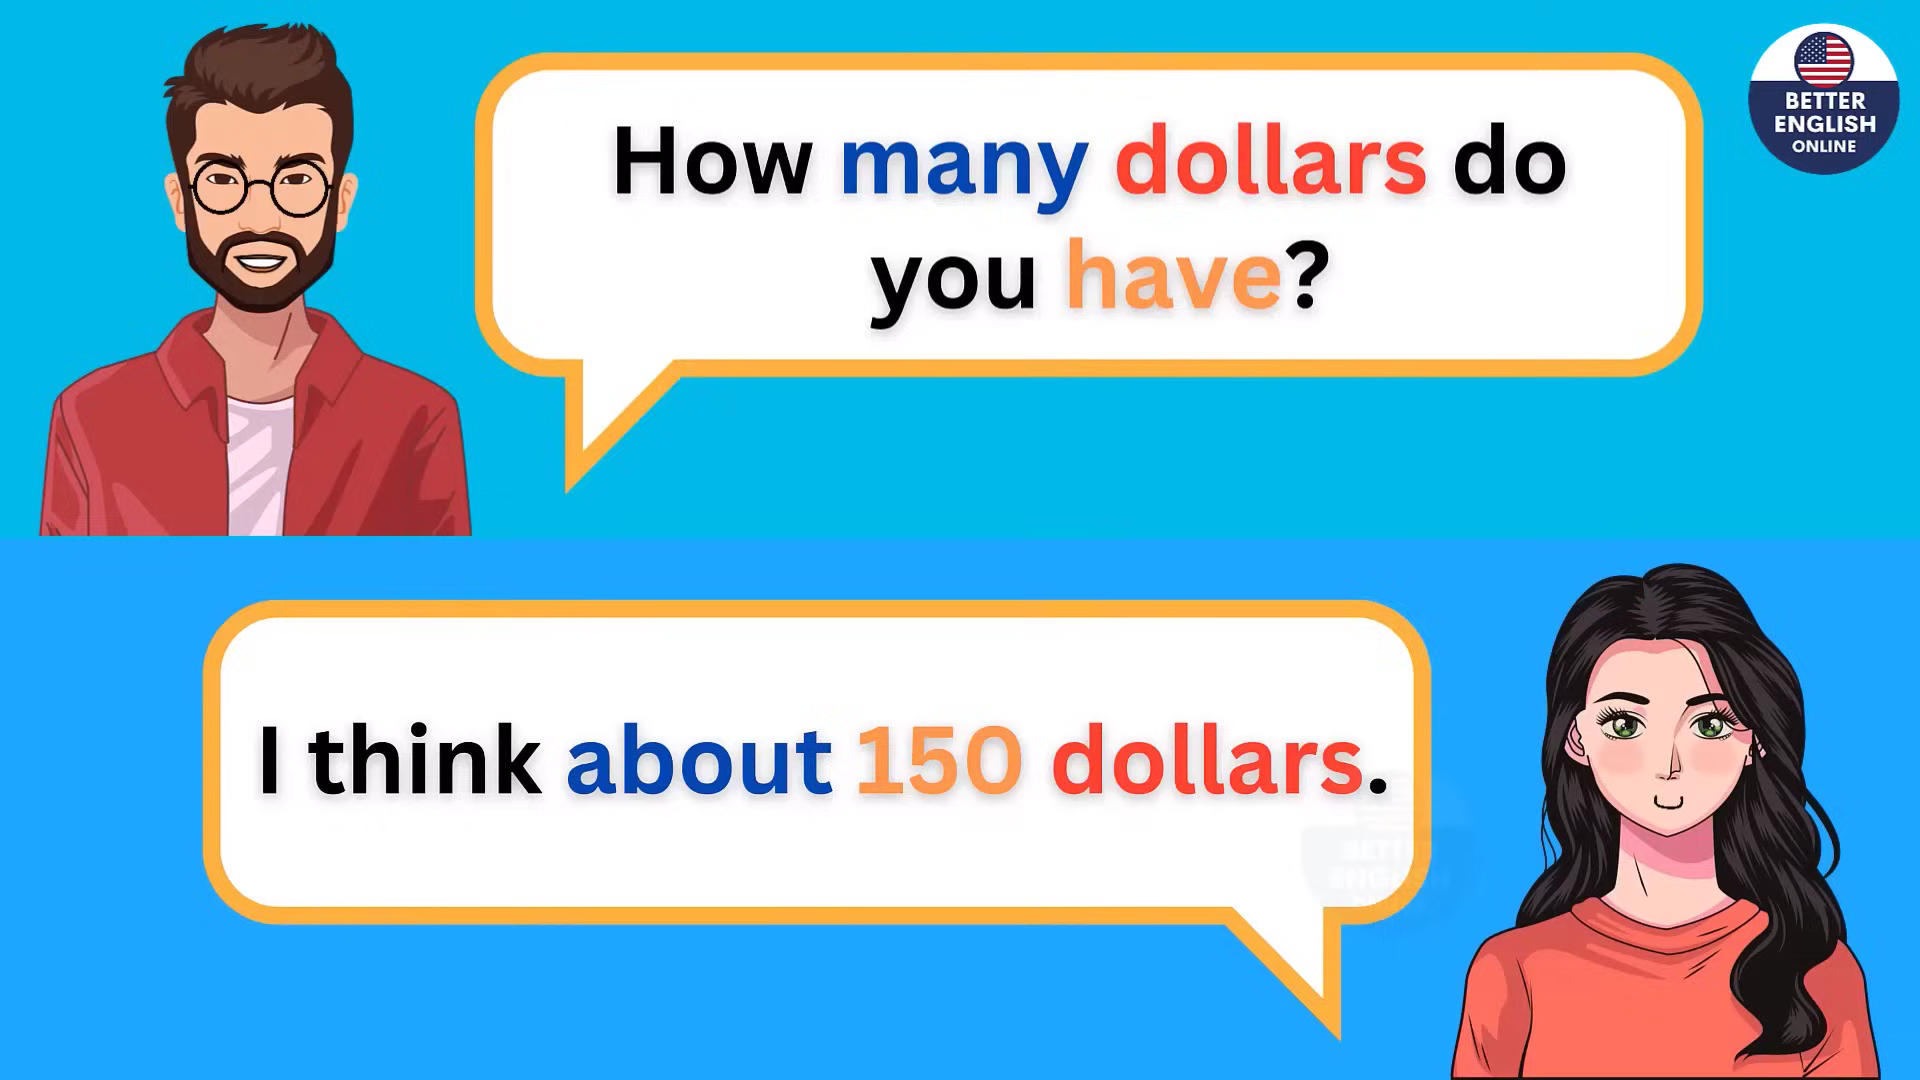 How many dollars do
you have?
BETTER
ENGLISH
ONLINE
I think about 150 dollars.